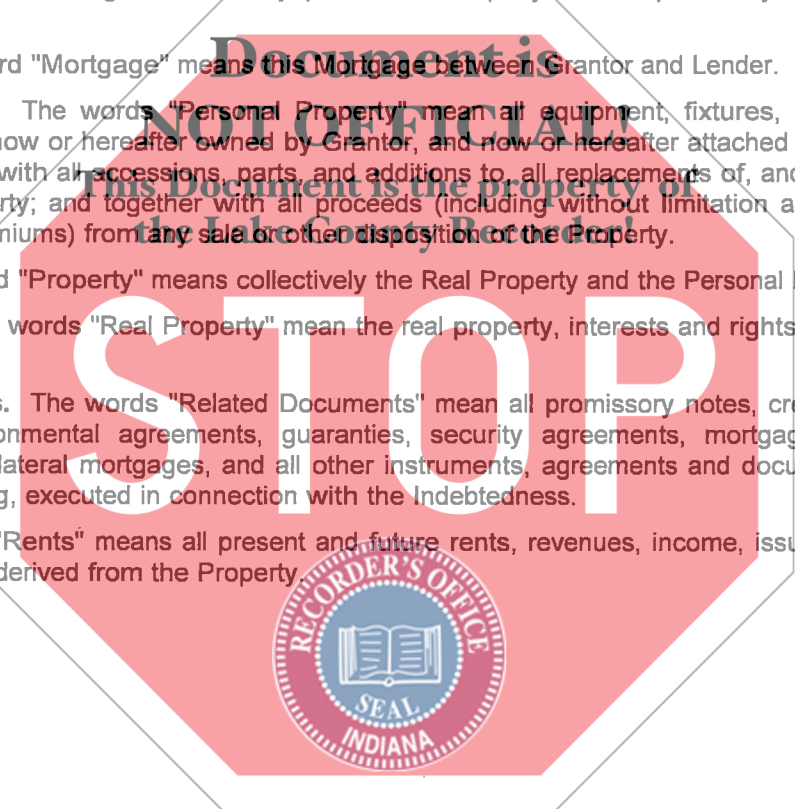 rd "Mortgage" means this Mortgage between Grantor and Lender.
The words "Personal Property" mean all equipment, fixtures,
now or hereafter owned by Grantor, and now or hereafter attached
with all accessions, parts, and additions to, all replacements of, and
rty; and together with all proceeds (including without limitation a
niums) from any sale or other disposition of the Property.
d "Property" means collectively the Real Property and the Personal
words "Real Property" mean the real property, interests and rights
s. The words "Related Documents" mean all promissory notes, cre
onmental agreements, guaranties, security agreements, mortgag
lateral mortgages, and all other instruments, agreements and docu
g, executed in connection with the Indebtedness.
"Rents" means all present and future rents, revenues, income, issu
derived from the Property.
Document is
NOT OFFICIAL!
This Document is the property of
the Lake County Recorder!
STOP
RECORDER'S OFFICE
SEAL
INDIANA